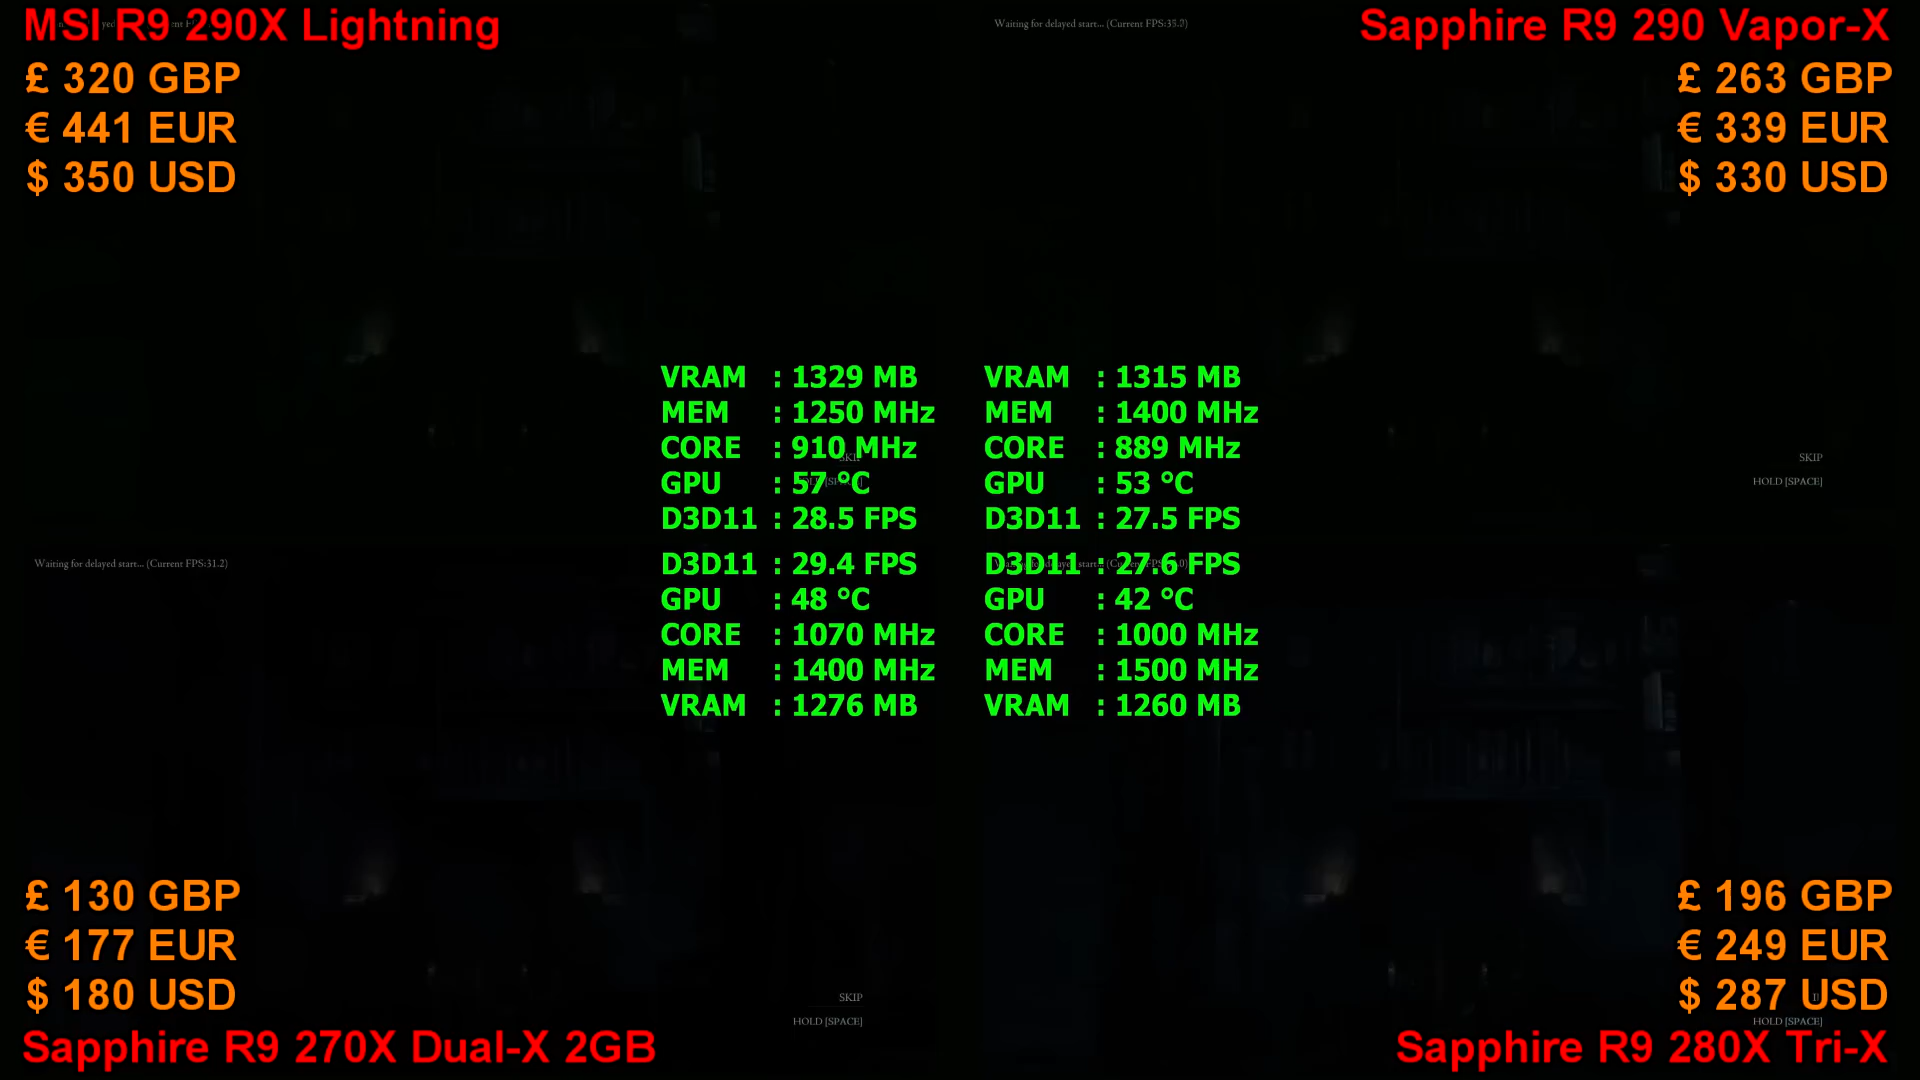 MSI R9 290X Lightning
£ 320 GBP
€ 441 EUR
$ 350 USD
Waiting for delayed start... (Current FPS:
Sapphire R9 290 Vapor-X
£ 263 GBP
€ 339 EUR
$ 330 USD
VRAM : 1329 MB
MEM : 1250 MHz
CORE : 910 MHz
GPU : 57 °C
D3D11 : 28.5 FPS
VRAM : 1315 MB
MEM : 1400 MHz
CORE : 889 MHz
GPU : 53 °C
D3D11 : 27.5 FPS
SKIP
HOLD [SPACE]
Waiting for delayed start... (Current FPS:31.2)
D3D11 : 29.4 FPS
GPU : 48 °C
CORE : 1070 MHz
MEM : 1400 MHz
VRAM : 1276 MB
D3D11 : 27.6 FPS
GPU : 42 °C
CORE : 1000 MHz
MEM : 1500 MHz
VRAM : 1260 MB
£ 130 GBP
€ 177 EUR
$ 180 USD
Sapphire R9 270X Dual-X 2GB
SKIP
HOLD [SPACE]
£ 196 GBP
€ 249 EUR
$ 287 USD
HOLD [SPACE]
Sapphire R9 280X Tri-X